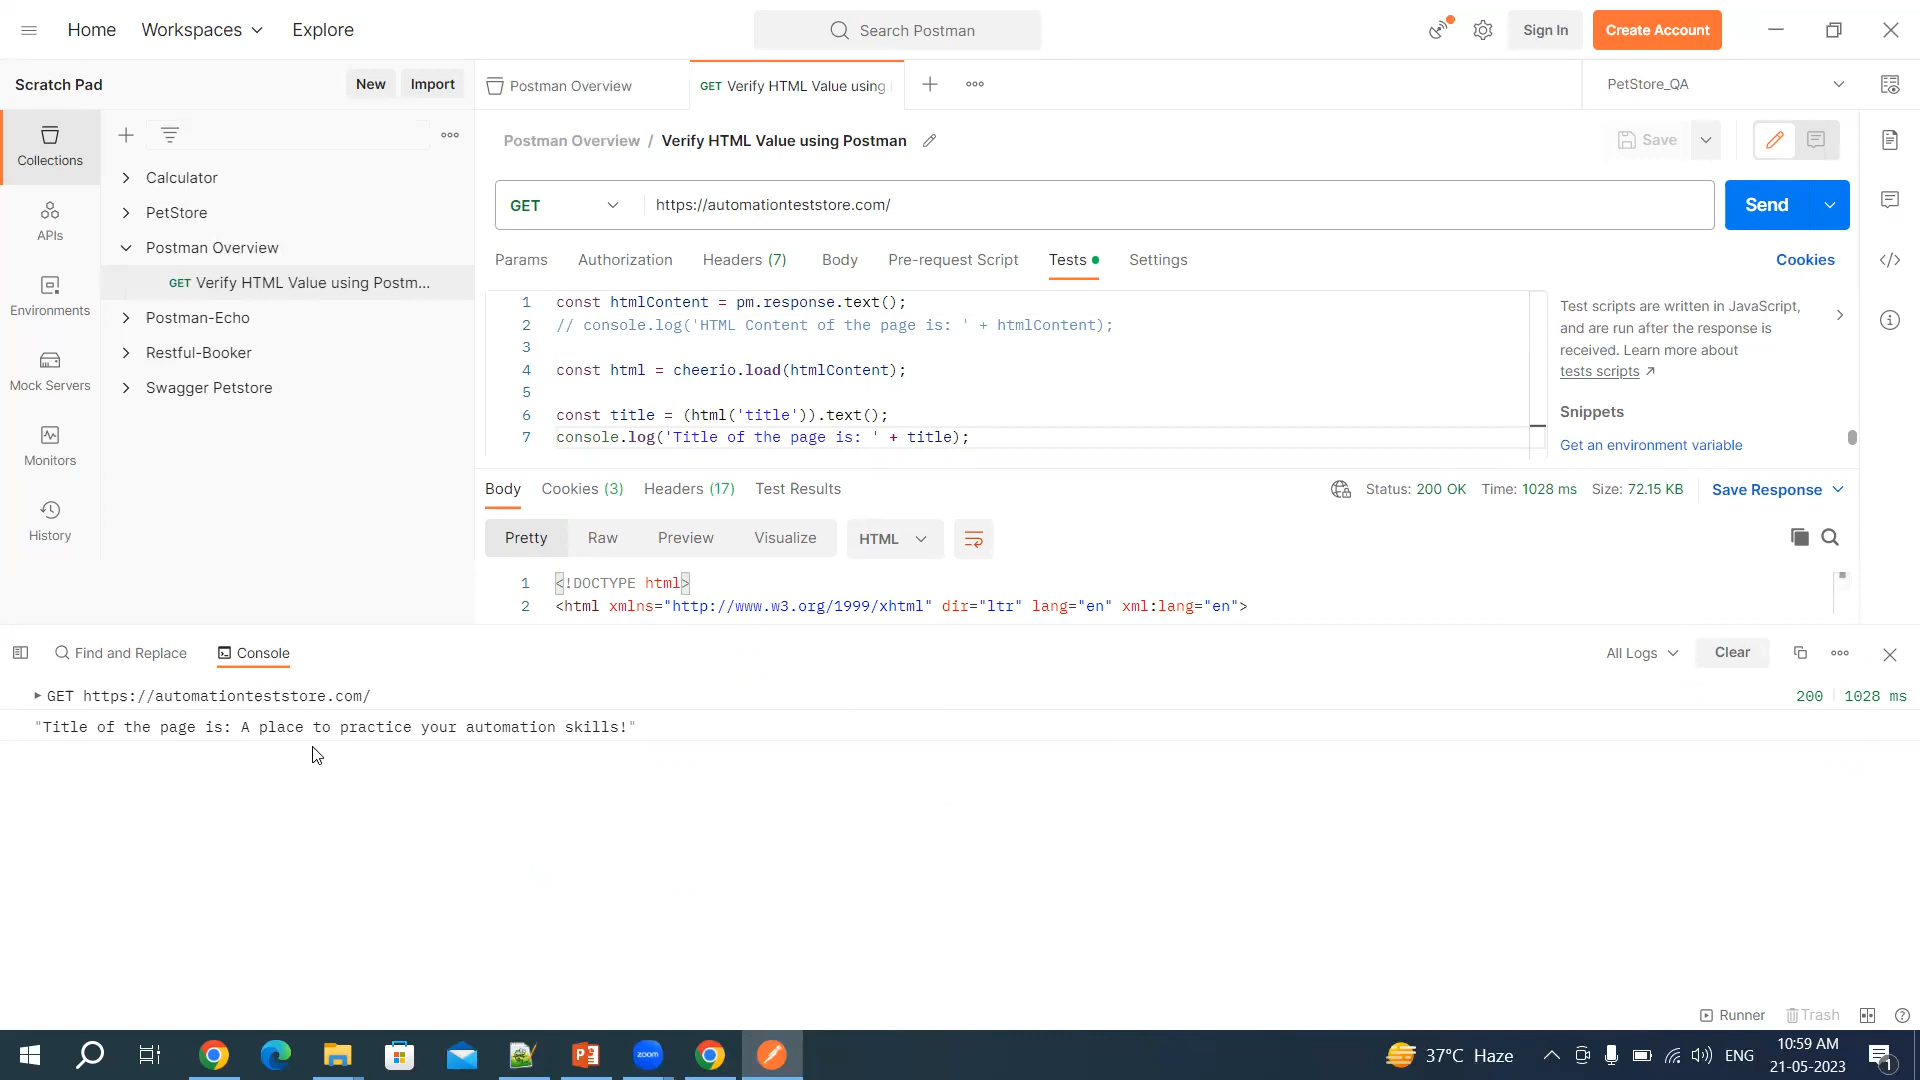 Home Workspaces Explore Search Postman Sign In Create Account
Scratch Pad New Import Postman Overview GET Verify HTML Value using PetStore_QA
Postman Overview / Verify HTML Value using Postman Save
Collections
APIs
Environments
Mock Servers
Monitors
History
Calculator
PetStore
Postman Overview
GET Verify HTML Value using Postm...
Postman-Echo
Restful-Booker
Swagger Petstore
GET https://automationteststore.com/ Send
Params Authorization Headers (7) Body Pre-request Script Tests Settings Cookies
1 const htmlContent = pm.response.text();
2 // console.log('HTML Content of the page is: ' + htmlContent);
3
4 const html = cheerio.load(htmlContent);
5
6 const title = (html('title')).text();
7 console.log('Title of the page is: ' + title);
Test scripts are written in JavaScript,
and are run after the response is
received. Learn more about
tests scripts ↗
Snippets
Get an environment variable
Body Cookies (3) Headers (17) Test Results Status: 200 OK Time: 1028 ms Size: 72.15 KB Save Response
Pretty Raw Preview Visualize HTML
1 <!DOCTYPE html>
2 <html xmlns="http://www.w3.org/1999/xhtml" dir="ltr" lang="en" xml:lang="en">
Find and Replace Console All Logs Clear
GET https://automationteststore.com/ 200 1028 ms
"Title of the page is: A place to practice your automation skills!"
Runner Trash
zoom 37°C Haze ENG 10:59 AM
21-05-2023 1